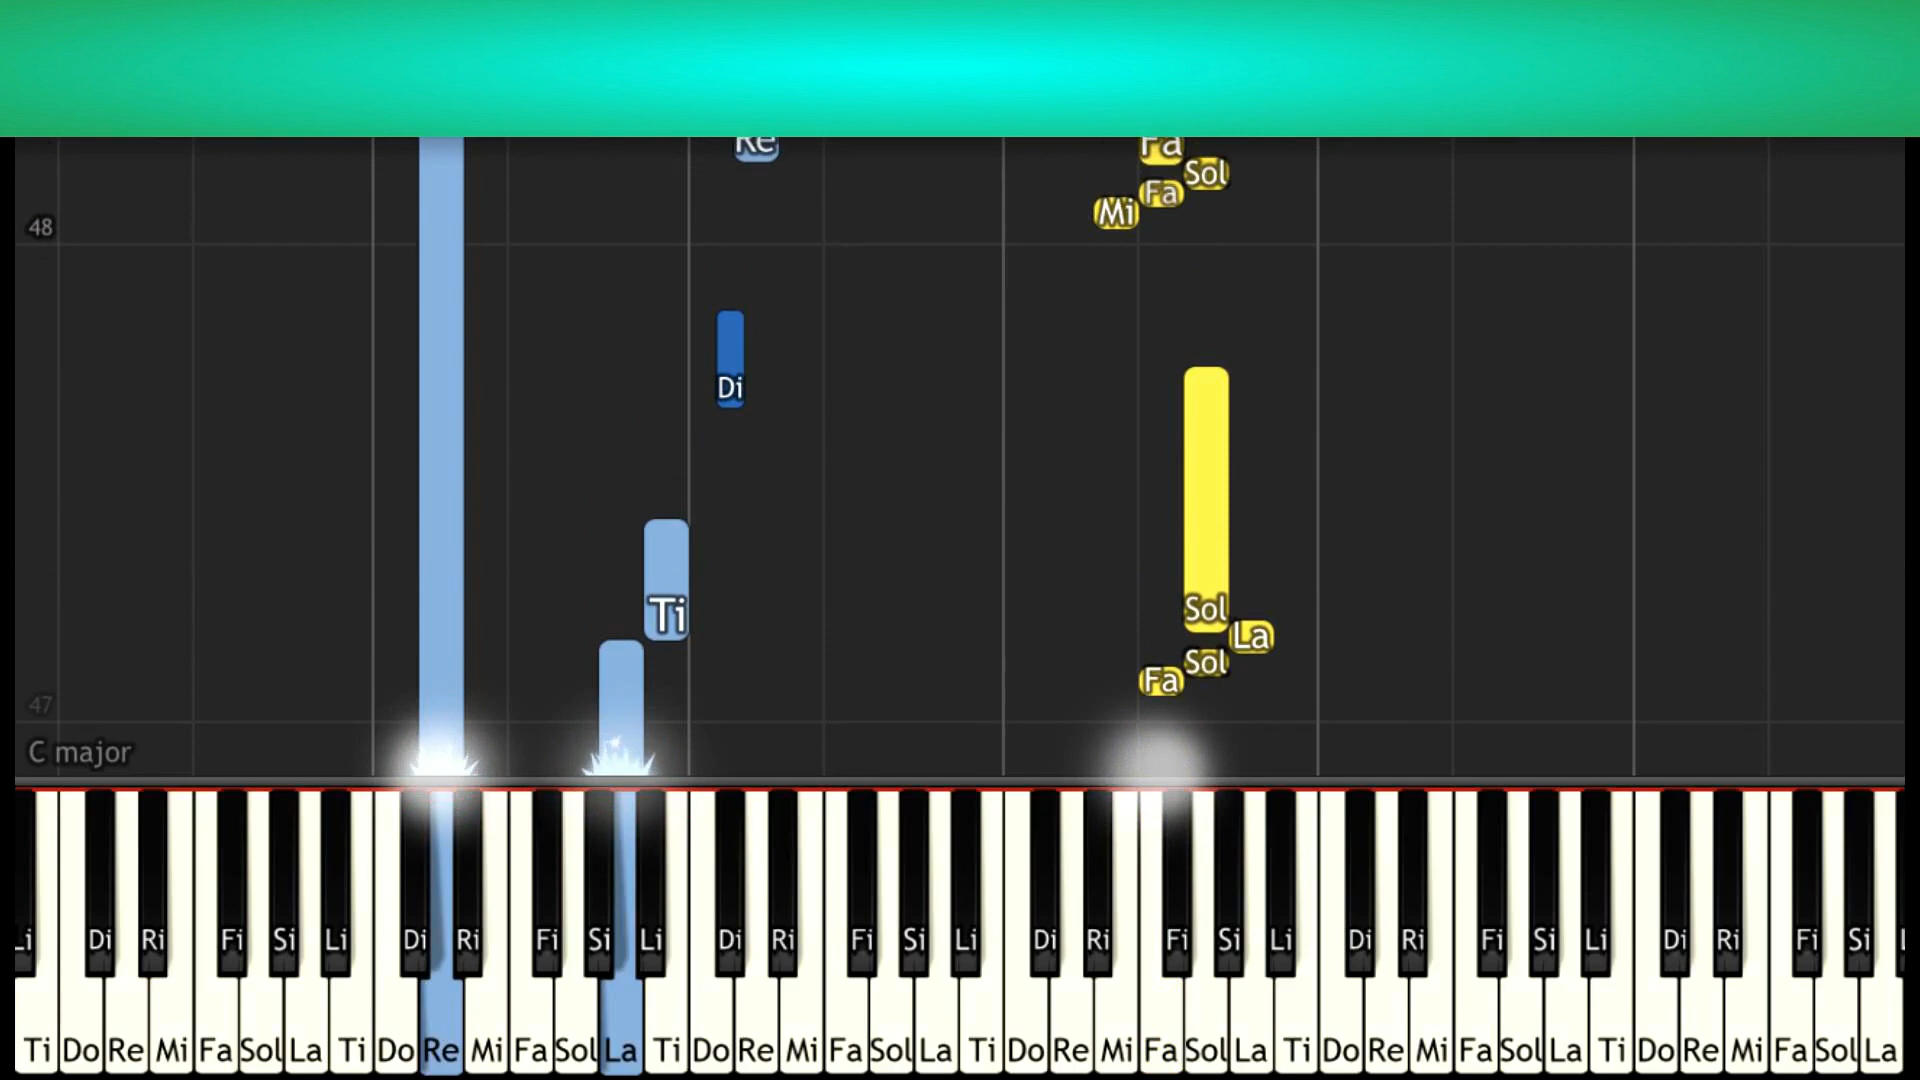 Re Fa
Sol
Fa
Mi
48
Di
Sol
Ti
La
Sol
Fa
47
C major
Li Di Ri Fi Si Li Di Ri Fi Si Li Di Ri Fi Si Li Di Ri Fi Si Li Di Ri Fi Si Li Di Ri Fi Si
Ti Do Re Mi Fa Sol La Ti Do Re Mi Fa Sol La Ti Do Re Mi Fa Sol La Ti Do Re Mi Fa Sol La Ti Do Re Mi Fa Sol La Ti Do Re Mi Fa Sol La